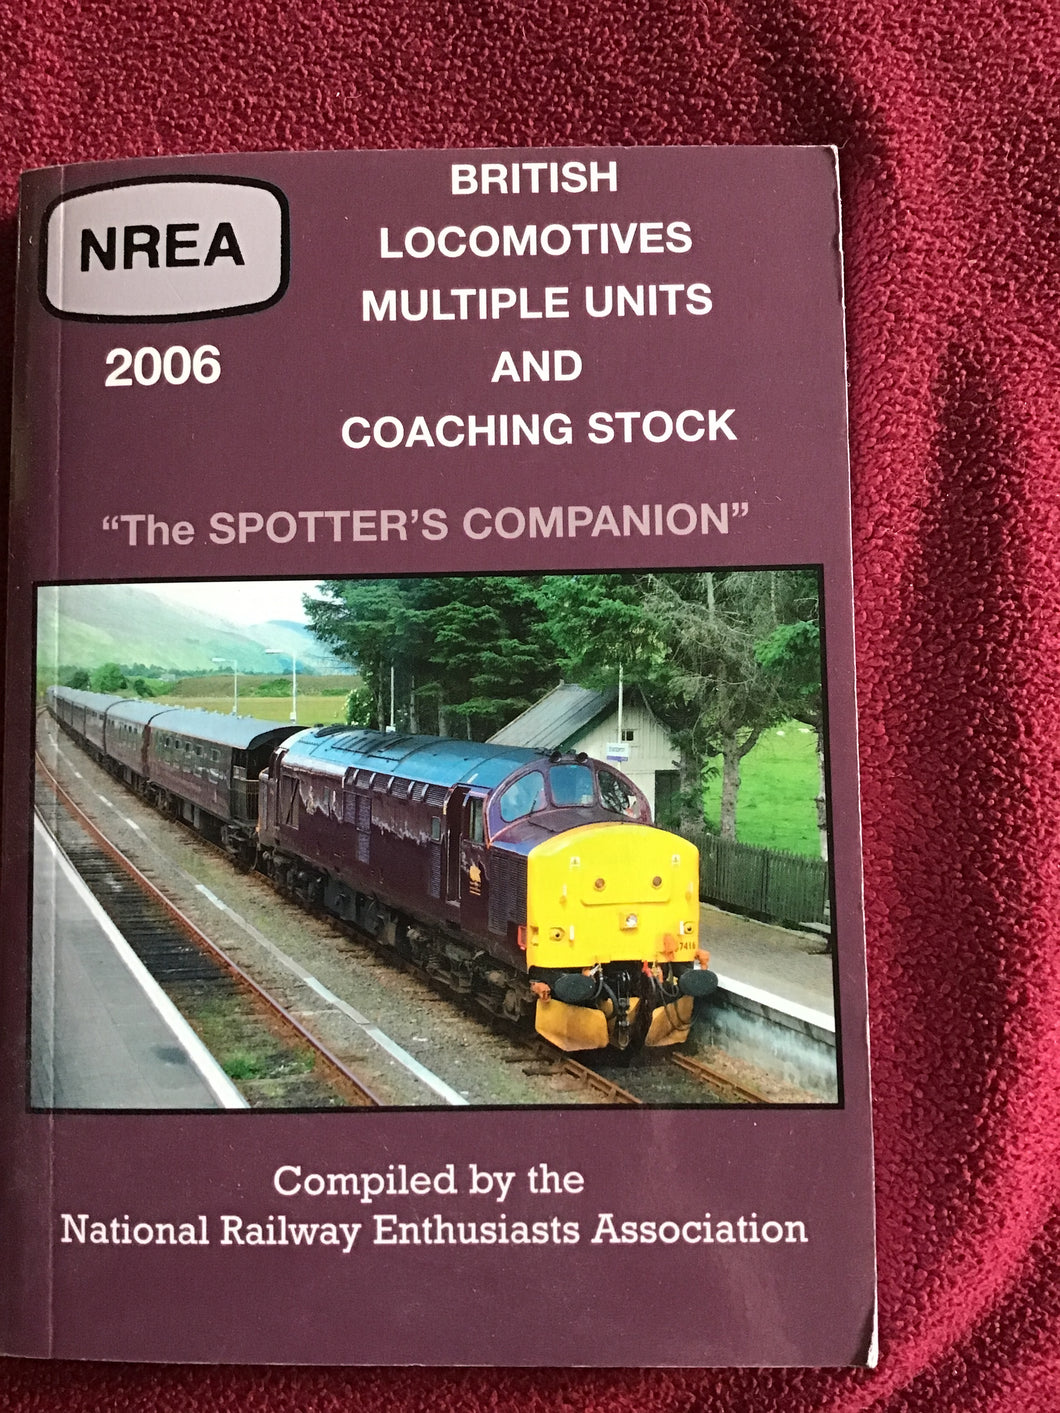 NREA
2006
BRITISH
LOCOMOTIVES
MULTIPLE UNITS
AND
COACHING STOCK
“The SPOTTER’S COMPANION”
Compiled by the
National Railway Enthusiasts Association